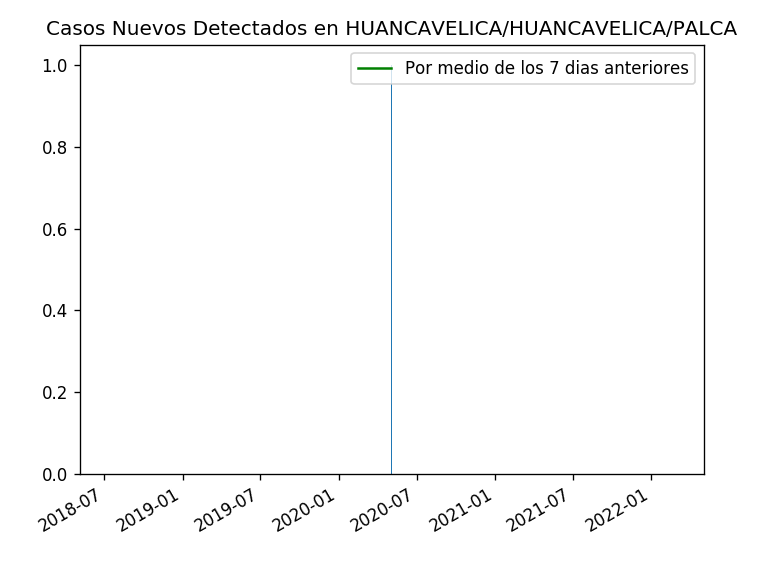 Casos Nuevos Detectados en HUANCAVELICA/HUANCAVELICA/PALCA
Por medio de los 7 dias anteriores
1.0
0.8
0.6
0.4
0.2
0.0
2018-07 2019-01 2019-07 2020-01 2020-07 2021-01 2021-07 2022-01